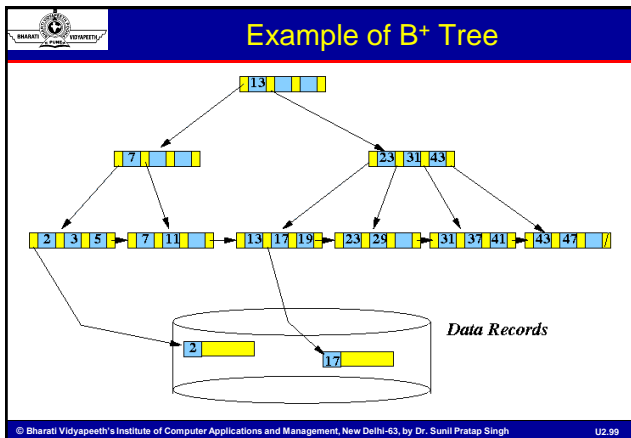 BHARATI VIDYAPEETH
PUNE
Example of B+ Tree
13
7
23 31 43
2 3 5 7 11 13 17 19 23 29 31 37 41 43 47 /
Data Records
2
17
© Bharati Vidyapeeth's Institute of Computer Applications and Management, New Delhi-63, by Dr. Sunil Pratap Singh U2.99